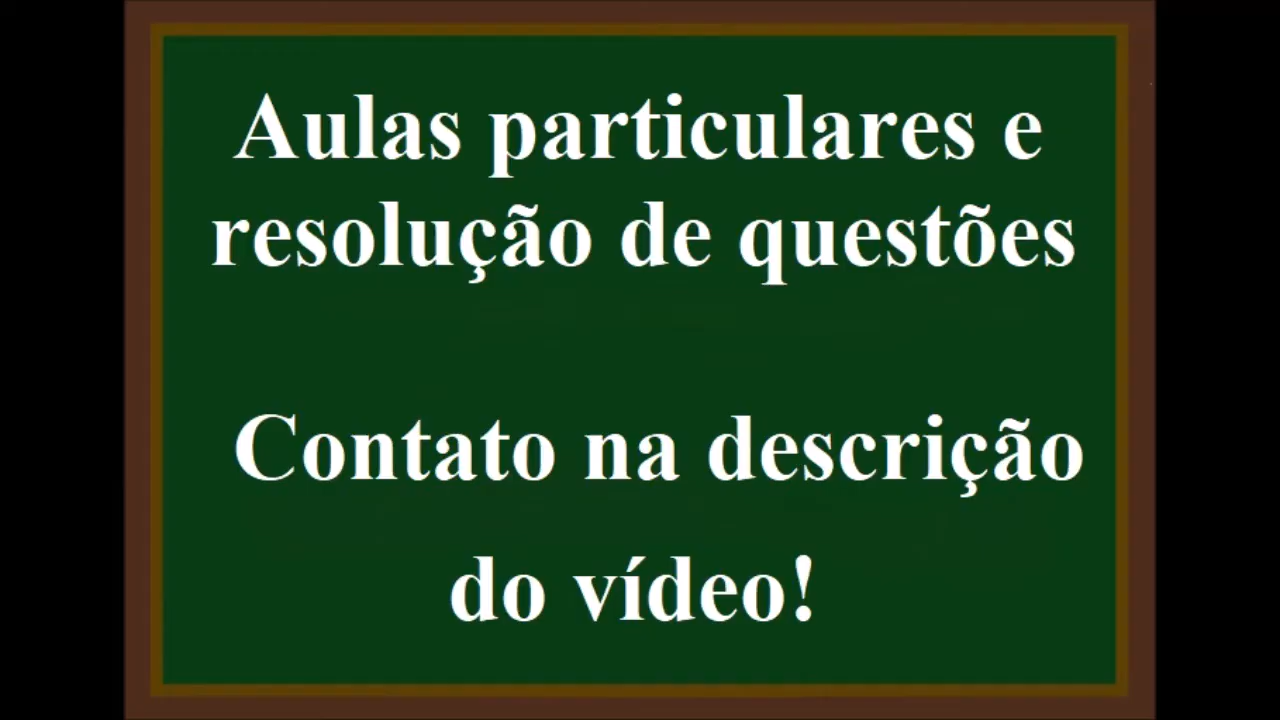 Aulas particulares e
resolução de questões
Contato na descrição
do vídeo!